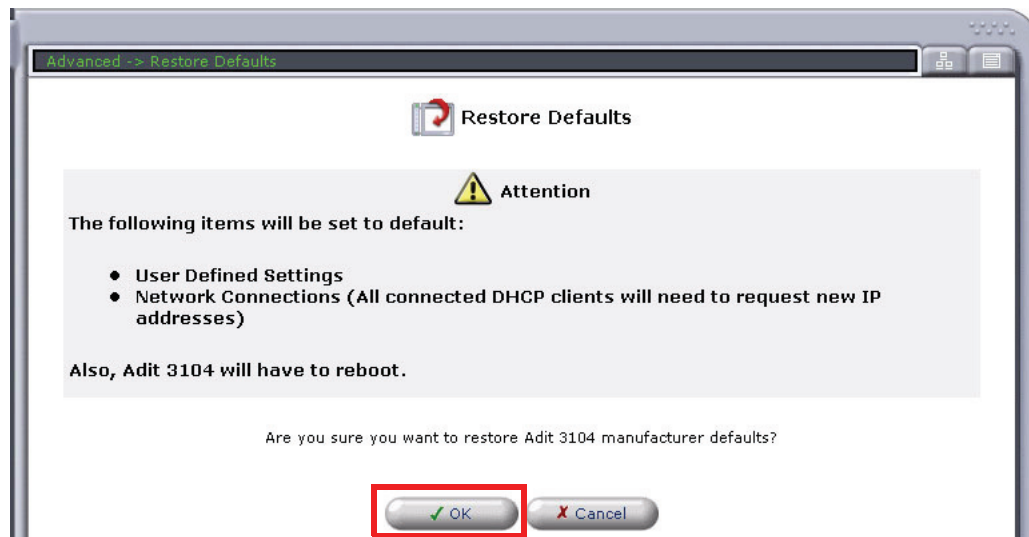 Advanced -> Restore Defaults
Restore Defaults
Attention
The following items will be set to default:
● User Defined Settings
● Network Connections (All connected DHCP clients will need to request new IP
addresses)
Also, Adit 3104 will have to reboot.
Are you sure you want to restore Adit 3104 manufacturer defaults?
✓ OK
✗ Cancel